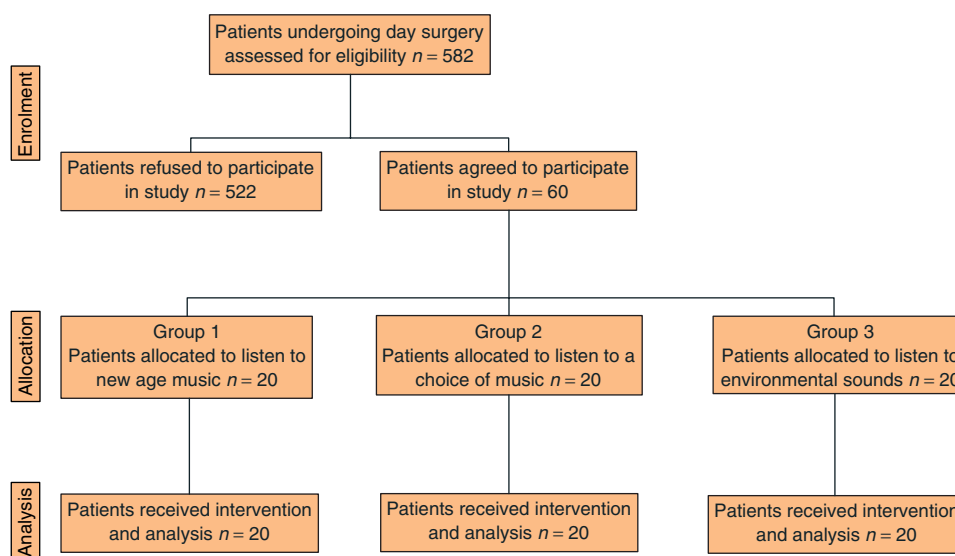 Patients undergoing day surgery
assessed for eligibility n = 582
Enrolment
Patients refused to participate
in study n = 522
Patients agreed to participate
in study n = 60
Allocation
Group 1
Patients allocated to listen to
new age music n = 20
Group 2
Patients allocated to listen to a
choice of music n = 20
Group 3
Patients allocated to listen to
environmental sounds n = 20
Analysis
Patients received intervention
and analysis n = 20
Patients received intervention
and analysis n = 20
Patients received intervention
and analysis n = 20